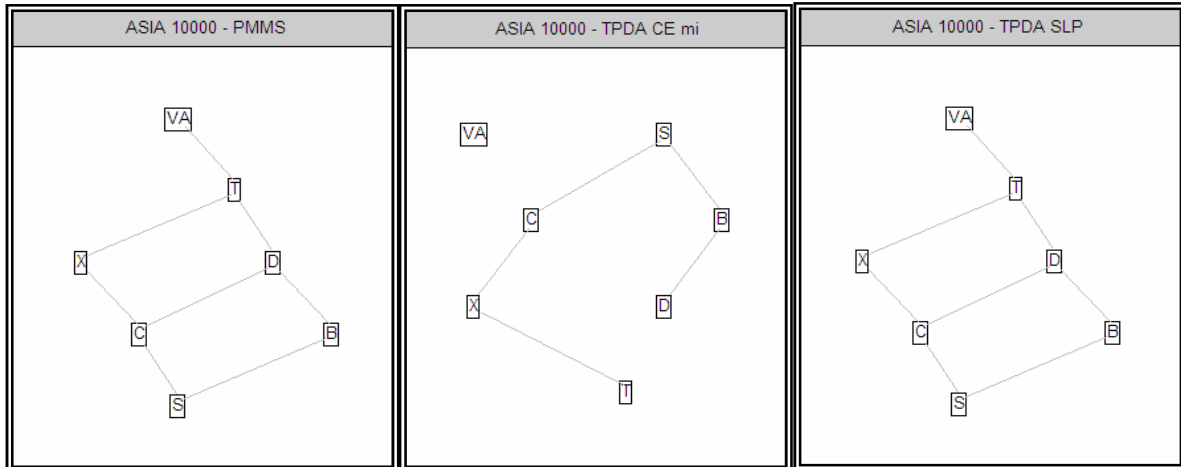 ASIA 10000 - PMMS
VA
T
X
D
C
B
S
ASIA 10000 - TPDA CE mi
VA
S
C
B
X
D
T
ASIA 10000 - TPDA SLP
VA
T
X
D
C
B
S